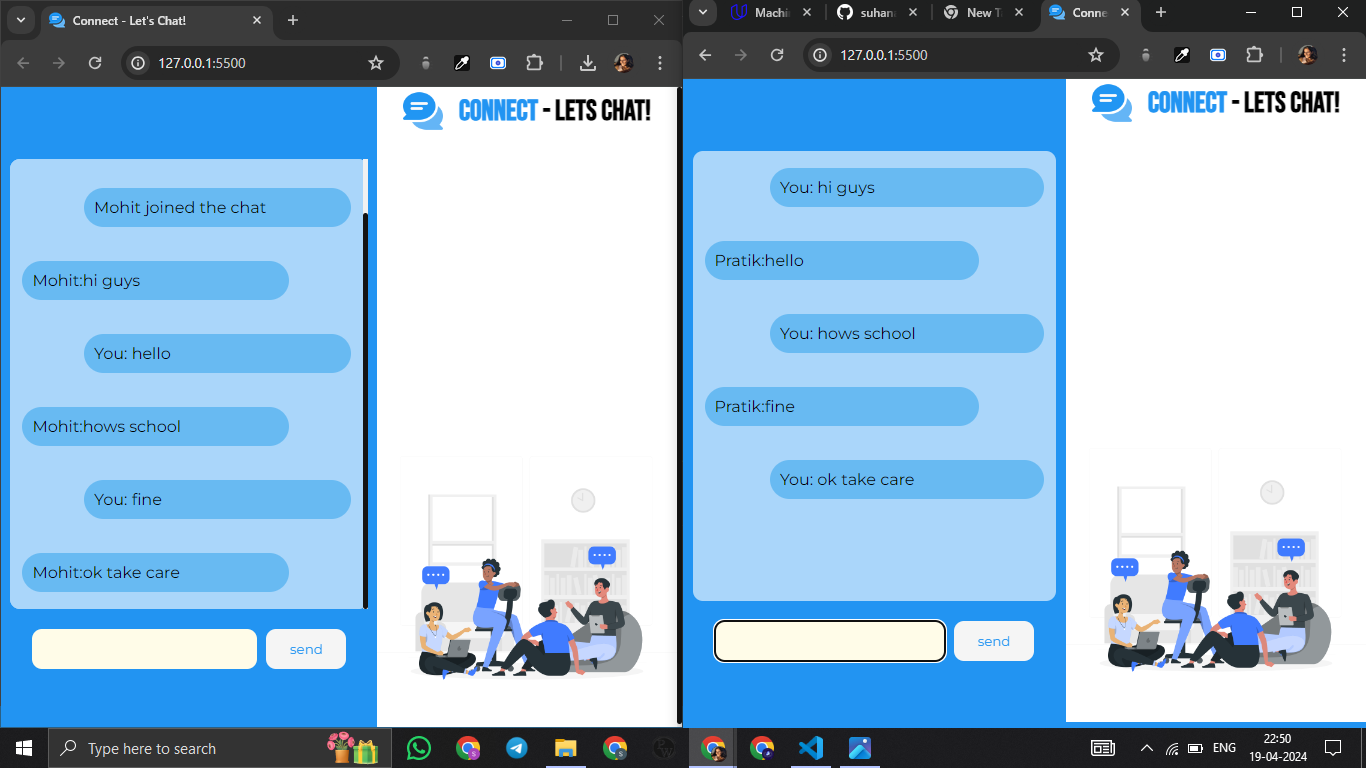 Connect - Let's Chat!
127.0.0.1:5500
CONNECT - LETS CHAT!
Mohit joined the chat
Mohit:hi guys
You: hello
Mohit:hows school
You: fine
Mohit:ok take care
send
Machi
suhana
New T
Conne
127.0.0.1:5500
CONNECT - LETS CHAT!
You: hi guys
Pratik:hello
You: hows school
Pratik:fine
You: ok take care
send
Type here to search
ENG
22:50
19-04-2024